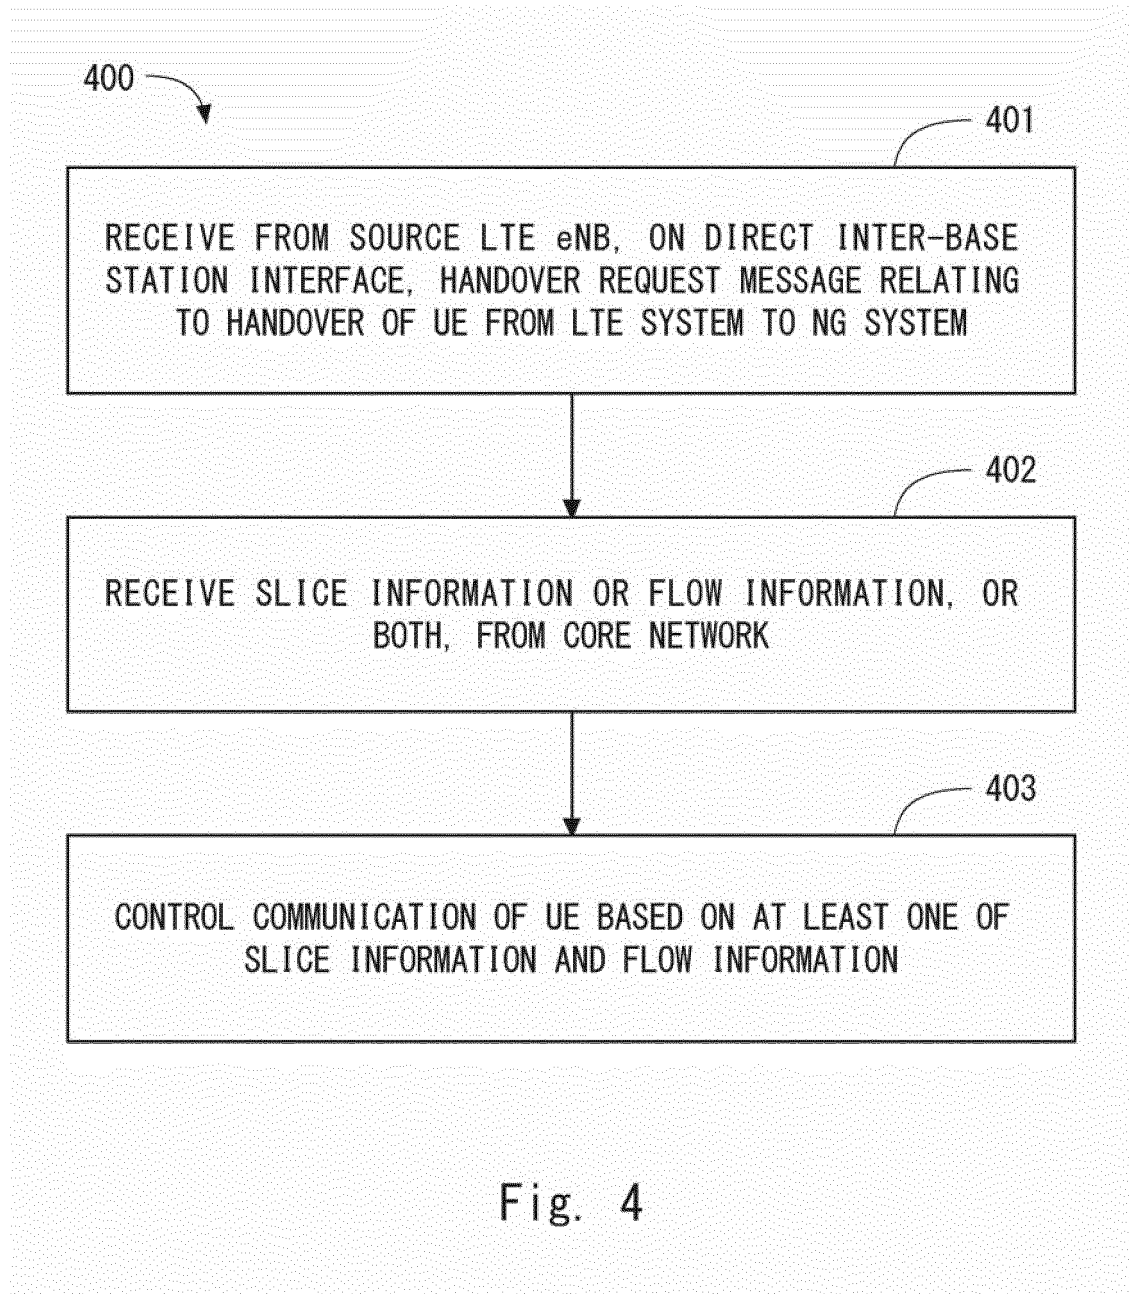 400
401
RECEIVE FROM SOURCE LTE eNB, ON DIRECT INTER-BASE
STATION INTERFACE, HANDOVER REQUEST MESSAGE RELATING
TO HANDOVER OF UE FROM LTE SYSTEM TO NG SYSTEM
402
RECEIVE SLICE INFORMATION OR FLOW INFORMATION, OR
BOTH, FROM CORE NETWORK
403
CONTROL COMMUNICATION OF UE BASED ON AT LEAST ONE OF
SLICE INFORMATION AND FLOW INFORMATION
Fig. 4